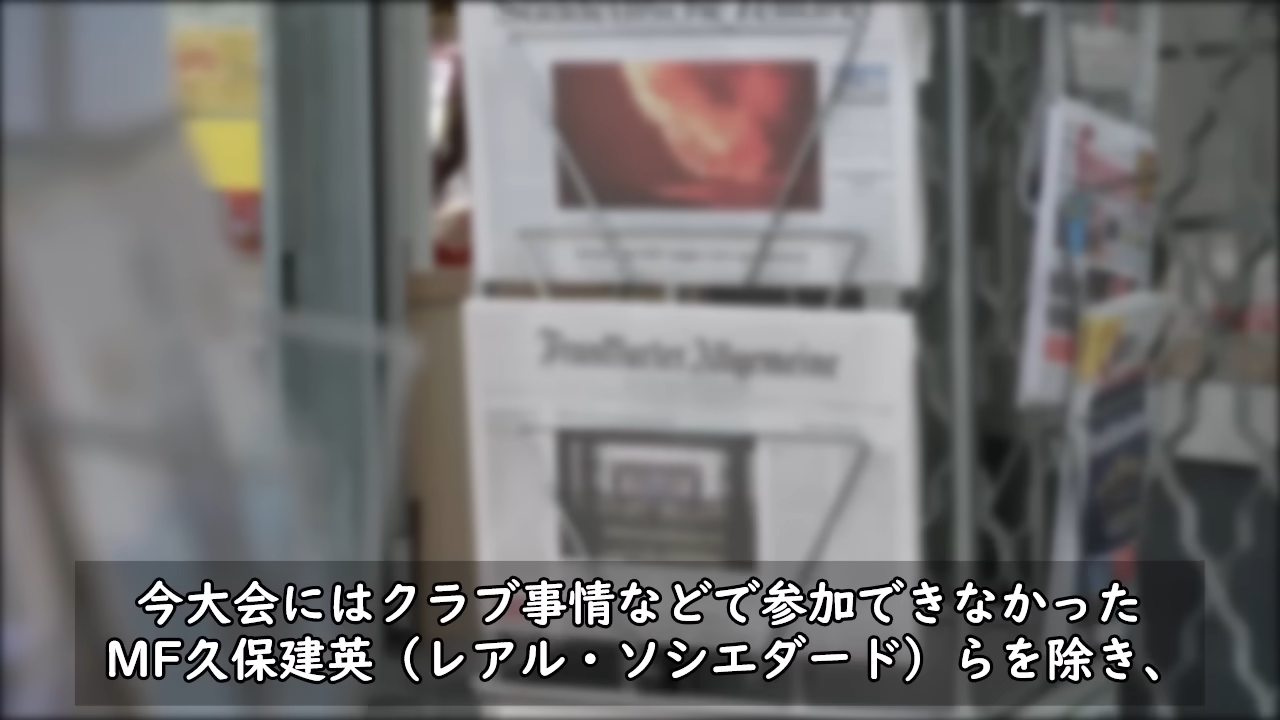 Frankfurter Allgemeine
今大会にはクラブ事情などで参加できなかった
MF久保建英（レアル・ソシエダード）らを除き、